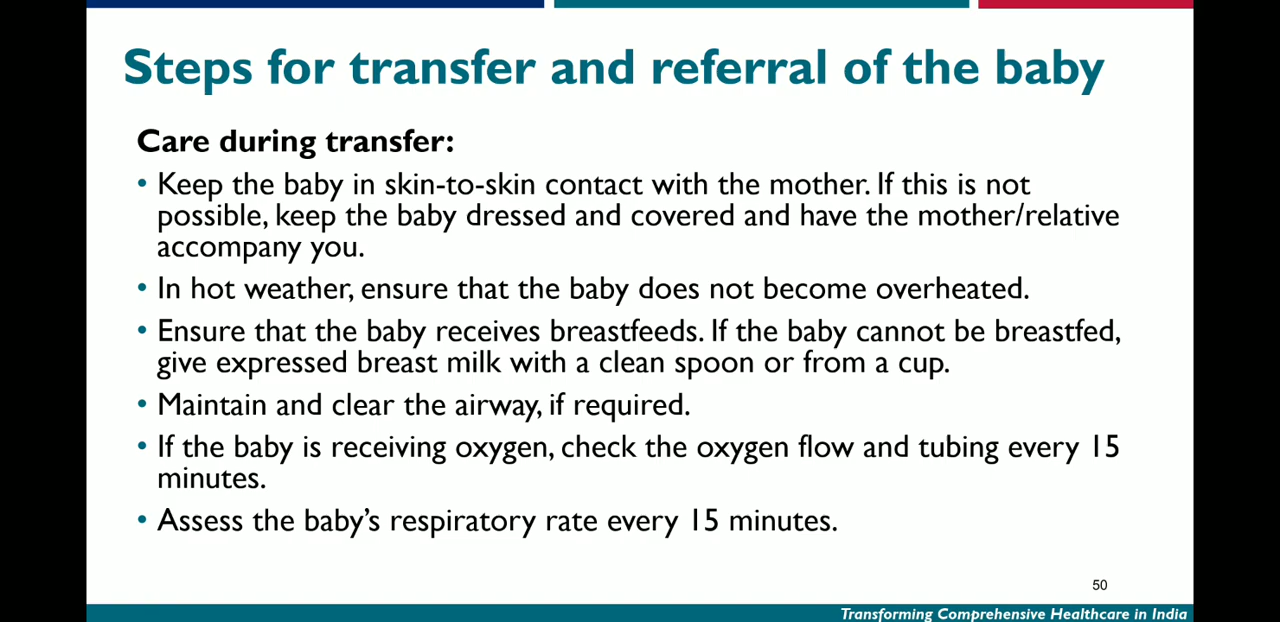 Steps for transfer and referral of the baby
Care during transfer:
• Keep the baby in skin-to-skin contact with the mother. If this is not
possible, keep the baby dressed and covered and have the mother/relative
accompany you.
• In hot weather, ensure that the baby does not become overheated.
• Ensure that the baby receives breastfeeds. If the baby cannot be breastfed,
give expressed breast milk with a clean spoon or from a cup.
• Maintain and clear the airway, if required.
• If the baby is receiving oxygen, check the oxygen flow and tubing every 15
minutes.
• Assess the baby’s respiratory rate every 15 minutes.
50
Transforming Comprehensive Healthcare in India